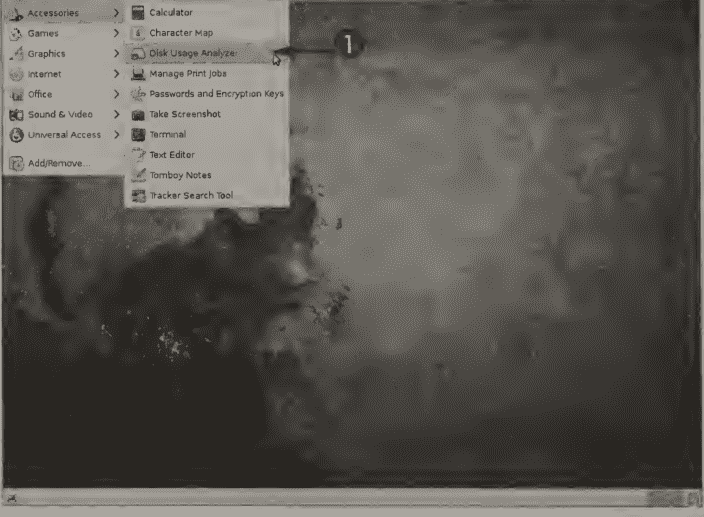 Accessories
Games
Graphics
Internet
Office
Sound & Video
Universal Access
Add/Remove...
Calculator
Character Map
Disk Usage Analyzer
Manage Print Jobs
Passwords and Encryption Keys
Take Screenshot
Terminal
Text Editor
Tomboy Notes
Tracker Search Tool
1